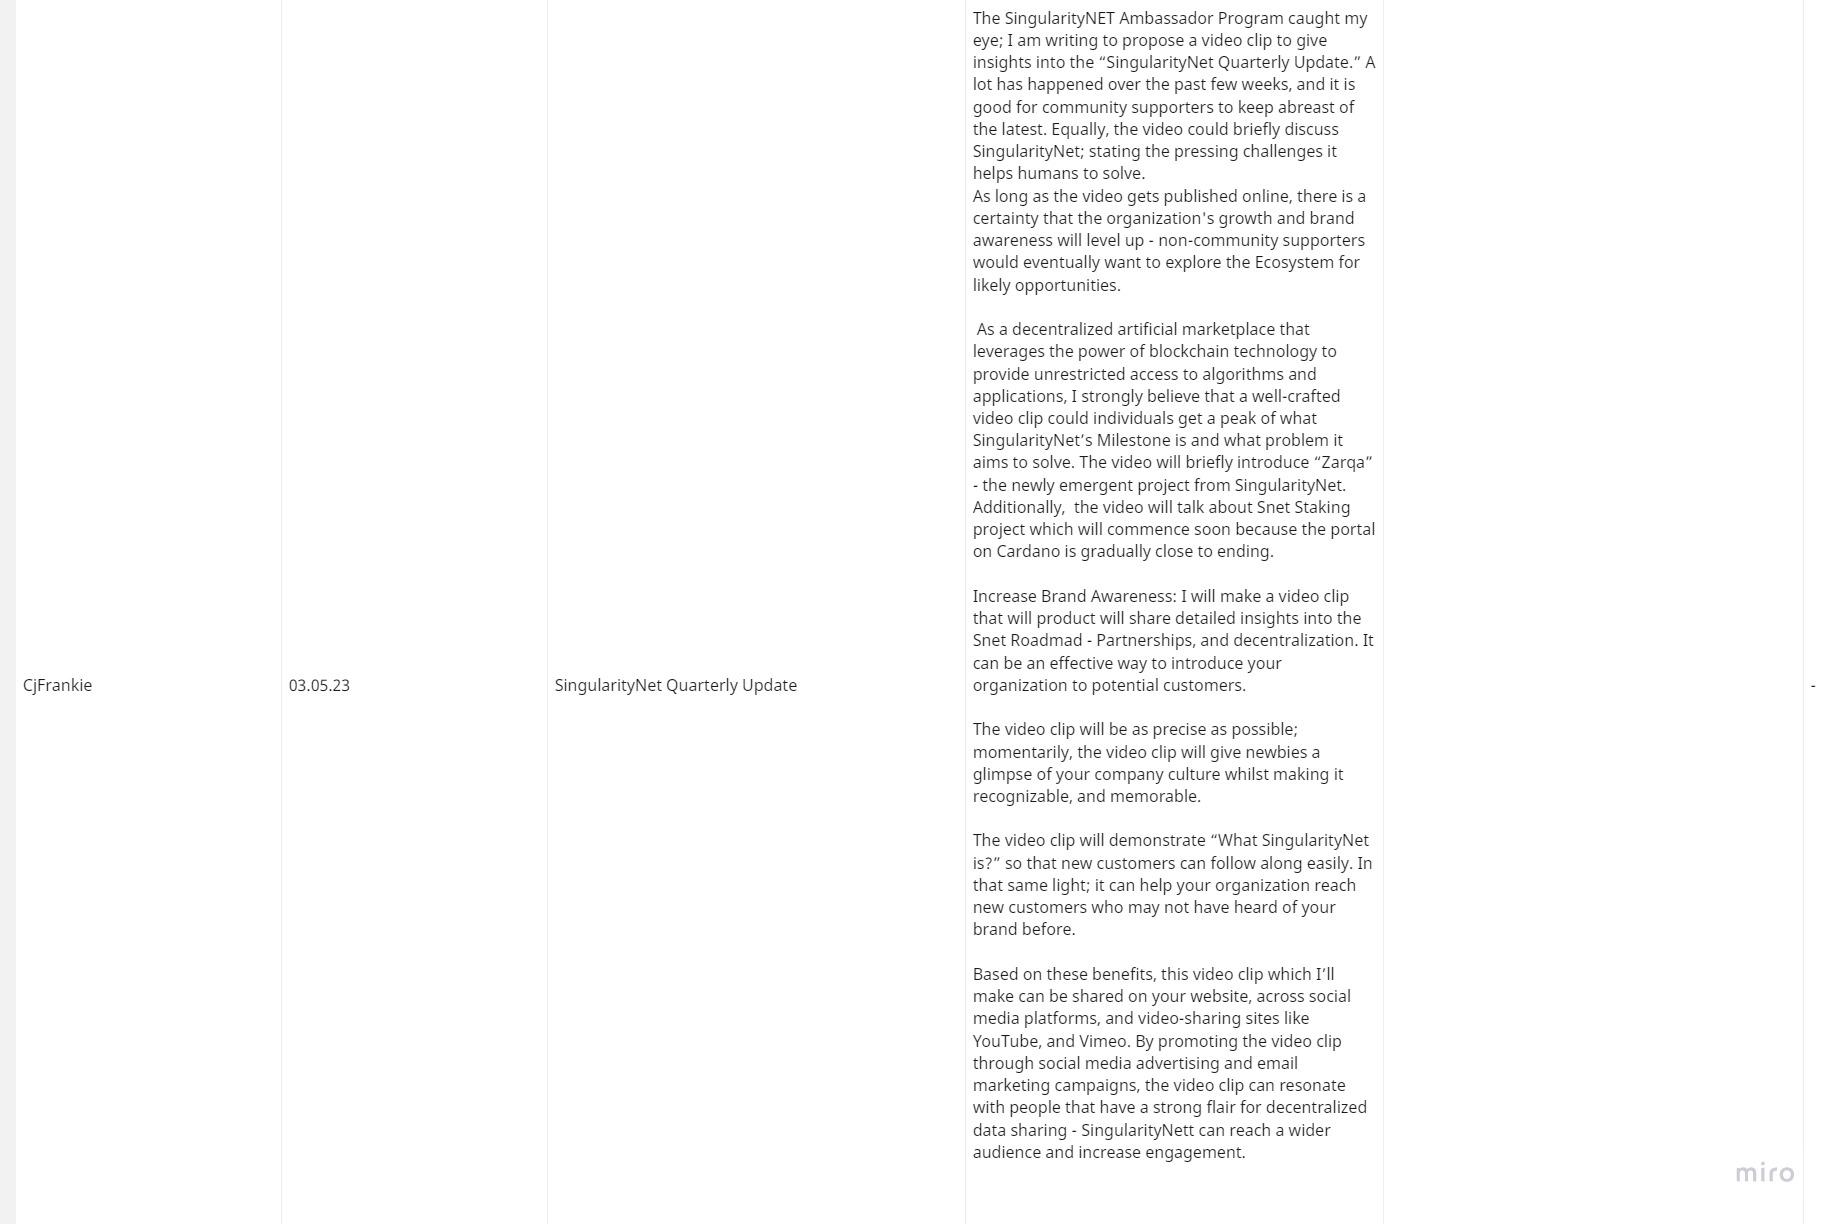 The SingularityNET Ambassador Program caught my
eye; I am writing to propose a video clip to give
insights into the “SingularityNet Quarterly Update.” A
lot has happened over the past few weeks, and it is
good for community supporters to keep abreast of
the latest. Equally, the video could briefly discuss
SingularityNet; stating the pressing challenges it
helps humans to solve.
As long as the video gets published online, there is a
certainty that the organization's growth and brand
awareness will level up - non-community supporters
would eventually want to explore the Ecosystem for
likely opportunities.
As a decentralized artificial marketplace that
leverages the power of blockchain technology to
provide unrestricted access to algorithms and
applications, I strongly believe that a well-crafted
video clip could individuals get a peak of what
SingularityNet’s Milestone is and what problem it
aims to solve. The video will briefly introduce “Zarqa”
- the newly emergent project from SingularityNet.
Additionally,  the video will talk about Snet Staking
project which will commence soon because the portal
on Cardano is gradually close to ending.
Increase Brand Awareness: I will make a video clip
that will product will share detailed insights into the
Snet Roadmad - Partnerships, and decentralization. It
can be an effective way to introduce your
organization to potential customers.
CjFrankie
03.05.23
SingularityNet Quarterly Update
-
The video clip will be as precise as possible;
momentarily, the video clip will give newbies a
glimpse of your company culture whilst making it
recognizable, and memorable.
The video clip will demonstrate “What SingularityNet
is?” so that new customers can follow along easily. In
that same light; it can help your organization reach
new customers who may not have heard of your
brand before.
Based on these benefits, this video clip which I’ll
make can be shared on your website, across social
media platforms, and video-sharing sites like
YouTube, and Vimeo. By promoting the video clip
through social media advertising and email
marketing campaigns, the video clip can resonate
with people that have a strong flair for decentralized
data sharing - SingularityNett can reach a wider
audience and increase engagement.
miro